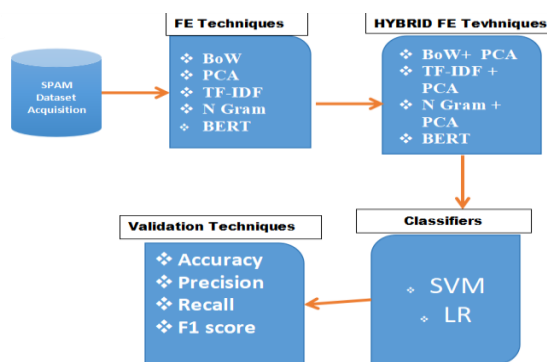 SPAM
Dataset
Acquisition
FE Techniques
❖ BoW
❖ PCA
❖ TF-IDF
❖ N Gram
❖ BERT
HYBRID FE Tevhniques
❖ BoW+ PCA
❖ TF-IDF +
PCA
❖ N Gram +
PCA
❖ BERT
Classifiers
❖ SVM
❖ LR
Validation Techniques
❖ Accuracy
❖ Precision
❖ Recall
❖ F1 score